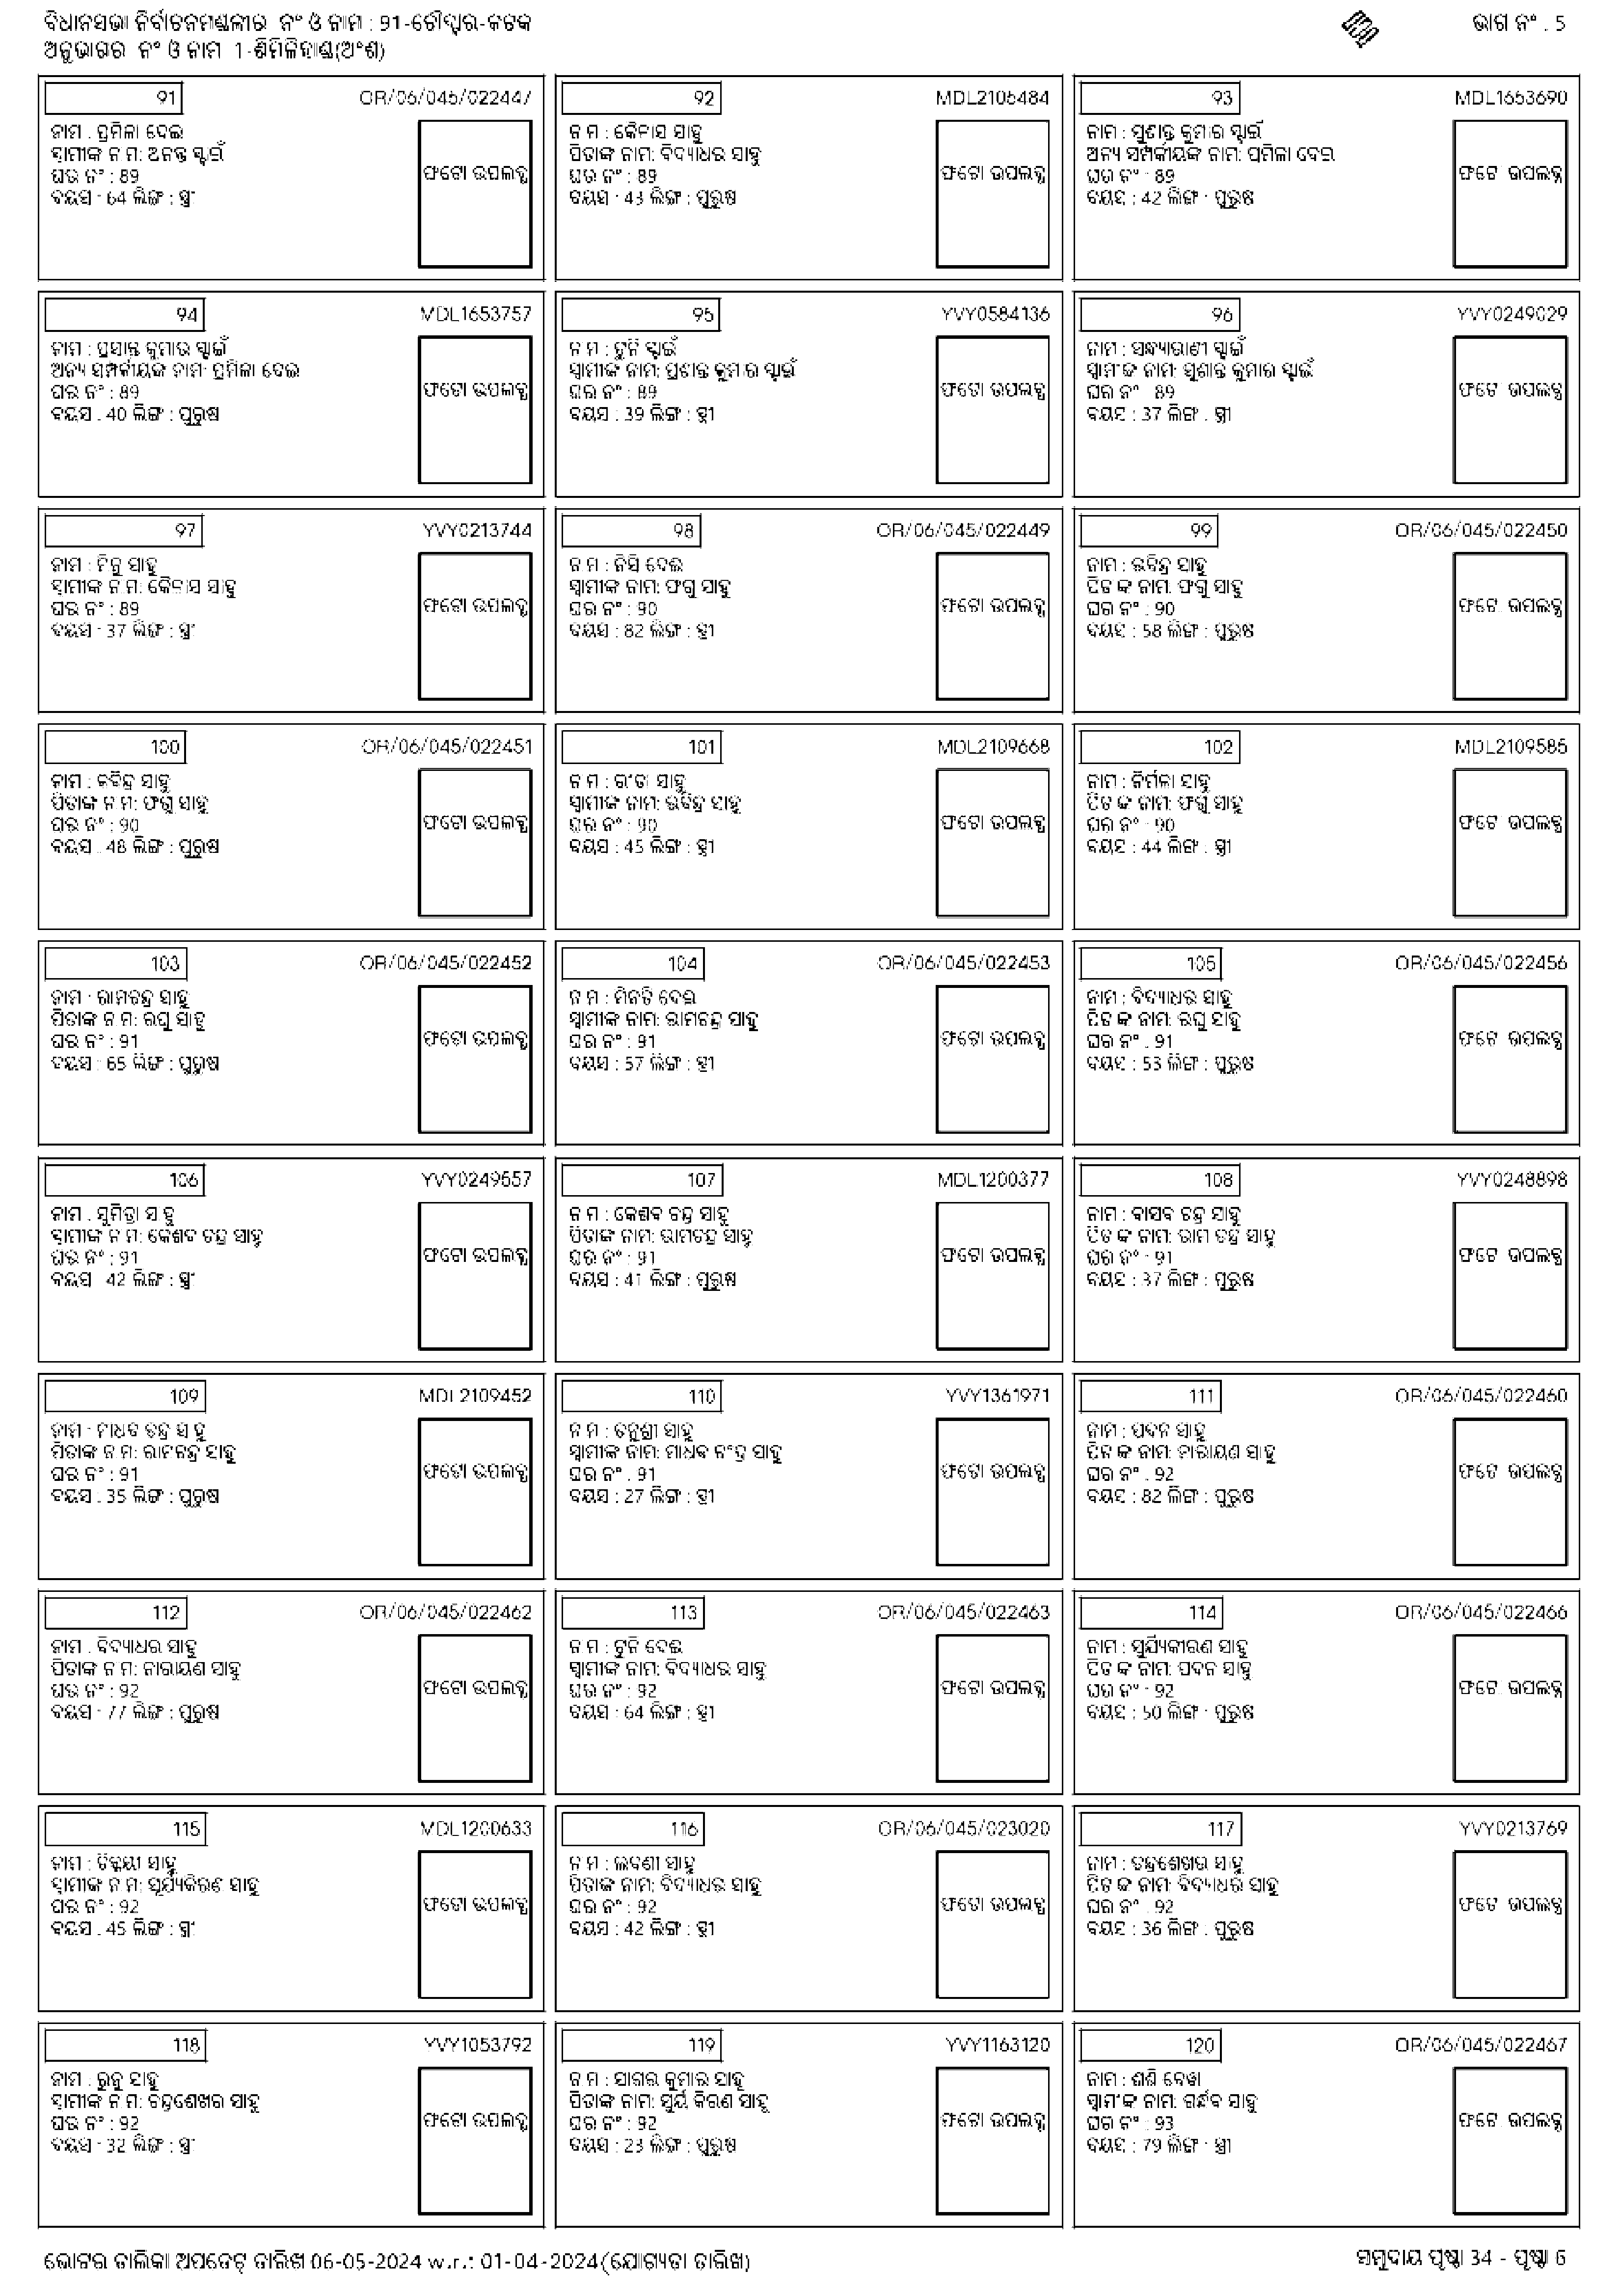 ବିଧାନସଭା ନିର୍ବାଚନମଣ୍ଡଳୀର ନଂ ଓ ନାମ : 91-ଚୌଦ୍ୱାର-କଟକ
ଭାଗ ନଂ . 5
ଅନୁଭାଗର ନଂ ଓ ନାମ 1-ଶିମିଳିହାଣ୍ଡା(ଅଂଶ)
91 OR/06/045/022447
ନାମ : ପ୍ରମିଳା ଦେଇ
ସ୍ୱାମୀଙ୍କ ନାମ: ଅନନ୍ତ ସ୍ୱାଇଁ
ଘର ନଂ : 89
ବୟସ : 64 ଲିଙ୍ଗ : ସ୍ତ୍ରୀ
ଫଟୋ ଉପଲବ୍ଧ
92 MDL2105484
ନାମ : କୈଳାସ ସାହୁ
ପିତାଙ୍କ ନାମ: ବିଦ୍ୟାଧର ସାହୁ
ଘର ନଂ : 89
ବୟସ : 43 ଲିଙ୍ଗ : ପୁରୁଷ
ଫଟୋ ଉପଲବ୍ଧ
93 MDL1653690
ନାମ : ସୁଶାନ୍ତ କୁମାର ସ୍ୱାଇଁ
ଅନ୍ୟ ସମ୍ପର୍କୀୟଙ୍କ ନାମ: ପ୍ରମିଳା ଦେଇ
ଘର ନଂ : 89
ବୟସ : 42 ଲିଙ୍ଗ : ପୁରୁଷ
ଫଟୋ ଉପଲବ୍ଧ
94 MDL1653757
ନାମ : ପ୍ରସାନ୍ତ କୁମାର ସ୍ୱାଇଁ
ଅନ୍ୟ ସମ୍ପର୍କୀୟଙ୍କ ନାମ: ପ୍ରମିଳା ଦେଇ
ଘର ନଂ : 89
ବୟସ : 40 ଲିଙ୍ଗ : ପୁରୁଷ
ଫଟୋ ଉପଲବ୍ଧ
95 YVY0584136
ନାମ : ଟୁନି ସ୍ୱାଇଁ
ସ୍ୱାମୀଙ୍କ ନାମ: ପ୍ରଶାନ୍ତ କୁମାର ସ୍ୱାଇଁ
ଘର ନଂ : 89
ବୟସ : 39 ଲିଙ୍ଗ : ସ୍ତ୍ରୀ
ଫଟୋ ଉପଲବ୍ଧ
96 YVY0249029
ନାମ : ସନ୍ଧ୍ୟାରାଣୀ ସ୍ୱାଇଁ
ସ୍ୱାମୀଙ୍କ ନାମ: ସୁଶାନ୍ତ କୁମାର ସ୍ୱାଇଁ
ଘର ନଂ : 89
ବୟସ : 37 ଲିଙ୍ଗ : ସ୍ତ୍ରୀ
ଫଟୋ ଉପଲବ୍ଧ
97 YVY0213744
ନାମ : ମିନୁ ସାହୁ
ସ୍ୱାମୀଙ୍କ ନାମ: କୈଳାସ ସାହୁ
ଘର ନଂ : 89
ବୟସ : 37 ଲିଙ୍ଗ : ସ୍ତ୍ରୀ
ଫଟୋ ଉପଲବ୍ଧ
98 OR/06/045/022449
ନାମ : ନିସି ଦେଈ
ସ୍ୱାମୀଙ୍କ ନାମ: ଫଗୁ ସାହୁ
ଘର ନଂ : 90
ବୟସ : 82 ଲିଙ୍ଗ : ସ୍ତ୍ରୀ
ଫଟୋ ଉପଲବ୍ଧ
99 OR/06/045/022450
ନାମ : ରବିନ୍ଦ୍ର ସାହୁ
ପିତାଙ୍କ ନାମ: ଫଗୁ ସାହୁ
ଘର ନଂ : 90
ବୟସ : 58 ଲିଙ୍ଗ : ପୁରୁଷ
ଫଟୋ ଉପଲବ୍ଧ
100 OR/06/045/022451
ନାମ : କବିନ୍ଦ୍ର ସାହୁ
ପିତାଙ୍କ ନାମ: ଫଗୁ ସାହୁ
ଘର ନଂ : 90
ବୟସ : 48 ଲିଙ୍ଗ : ପୁରୁଷ
ଫଟୋ ଉପଲବ୍ଧ
101 MDL2109668
ନାମ : ଗୀତା ସାହୁ
ସ୍ୱାମୀଙ୍କ ନାମ: ରବିନ୍ଦ୍ର ସାହୁ
ଘର ନଂ : 90
ବୟସ : 45 ଲିଙ୍ଗ : ସ୍ତ୍ରୀ
ଫଟୋ ଉପଲବ୍ଧ
102 MDL2109585
ନାମ : ନିର୍ମଳା ସାହୁ
ପିତାଙ୍କ ନାମ: ଫଗୁ ସାହୁ
ଘର ନଂ : 90
ବୟସ : 44 ଲିଙ୍ଗ : ସ୍ତ୍ରୀ
ଫଟୋ ଉପଲବ୍ଧ
103 OR/06/045/022452
ନାମ : ରାମଚନ୍ଦ୍ର ସାହୁ
ପିତାଙ୍କ ନାମ: ରଘୁ ସାହୁ
ଘର ନଂ : 91
ବୟସ : 65 ଲିଙ୍ଗ : ପୁରୁଷ
ଫଟୋ ଉପଲବ୍ଧ
104 OR/06/045/022453
ନାମ : ମିନତି ଦେଈ
ସ୍ୱାମୀଙ୍କ ନାମ: ରାମଚନ୍ଦ୍ର ସାହୁ
ଘର ନଂ : 91
ବୟସ : 57 ଲିଙ୍ଗ : ସ୍ତ୍ରୀ
ଫଟୋ ଉପଲବ୍ଧ
105 OR/06/045/022456
ନାମ : ବିଦ୍ୟାଧର ସାହୁ
ପିତାଙ୍କ ନାମ: ରଘୁ ସାହୁ
ଘର ନଂ : 91
ବୟସ : 53 ଲିଙ୍ଗ : ପୁରୁଷ
ଫଟୋ ଉପଲବ୍ଧ
106 YVY0249557
ନାମ : ସୁମିତ୍ରା ସାହୁ
ସ୍ୱାମୀଙ୍କ ନାମ: କେଶବ ଚନ୍ଦ୍ର ସାହୁ
ଘର ନଂ : 91
ବୟସ : 42 ଲିଙ୍ଗ : ସ୍ତ୍ରୀ
ଫଟୋ ଉପଲବ୍ଧ
107 MDL1200377
ନାମ : କେଶବ ଚନ୍ଦ୍ର ସାହୁ
ପିତାଙ୍କ ନାମ: ରାମଚନ୍ଦ୍ର ସାହୁ
ଘର ନଂ : 91
ବୟସ : 41 ଲିଙ୍ଗ : ପୁରୁଷ
ଫଟୋ ଉପଲବ୍ଧ
108 YVY0248898
ନାମ : ବାସବ ଚନ୍ଦ୍ର ସାହୁ
ପିତାଙ୍କ ନାମ: ରାମ ଚନ୍ଦ୍ର ସାହୁ
ଘର ନଂ : 91
ବୟସ : 37 ଲିଙ୍ଗ : ପୁରୁଷ
ଫଟୋ ଉପଲବ୍ଧ
109 MDL2109452
ନାମ : ମାଧବ ଚନ୍ଦ୍ର ସାହୁ
ପିତାଙ୍କ ନାମ: ରାମଚନ୍ଦ୍ର ସାହୁ
ଘର ନଂ : 91
ବୟସ : 35 ଲିଙ୍ଗ : ପୁରୁଷ
ଫଟୋ ଉପଲବ୍ଧ
110 YVY1361971
ନାମ : ତନୁଶ୍ରୀ ସାହୁ
ସ୍ୱାମୀଙ୍କ ନାମ: ମାଧବ ଚଂଦ୍ର ସାହୁ
ଘର ନଂ : 91
ବୟସ : 27 ଲିଙ୍ଗ : ସ୍ତ୍ରୀ
ଫଟୋ ଉପଲବ୍ଧ
111 OR/06/045/022460
ନାମ : ପଦନ ସାହୁ
ପିତାଙ୍କ ନାମ: ନାରାୟଣ ସାହୁ
ଘର ନଂ : 92
ବୟସ : 82 ଲିଙ୍ଗ : ପୁରୁଷ
ଫଟୋ ଉପଲବ୍ଧ
112 OR/06/045/022462
ନାମ : ବିଦ୍ୟାଧର ସାହୁ
ପିତାଙ୍କ ନାମ: ନାରାୟଣ ସାହୁ
ଘର ନଂ : 92
ବୟସ : 77 ଲିଙ୍ଗ : ପୁରୁଷ
ଫଟୋ ଉପଲବ୍ଧ
113 OR/06/045/022463
ନାମ : ଟୁନି ଦେଈ
ସ୍ୱାମୀଙ୍କ ନାମ: ବିଦ୍ୟାଧର ସାହୁ
ଘର ନଂ : 92
ବୟସ : 64 ଲିଙ୍ଗ : ସ୍ତ୍ରୀ
ଫଟୋ ଉପଲବ୍ଧ
114 OR/06/045/022466
ନାମ : ସୁର୍ଯ୍ୟକୀରଣ ସାହୁ
ପିତାଙ୍କ ନାମ: ପଦନ ସାହୁ
ଘର ନଂ : 92
ବୟସ : 50 ଲିଙ୍ଗ : ପୁରୁଷ
ଫଟୋ ଉପଲବ୍ଧ
115 MDL1200633
ନାମ : ଚିନ୍ମୟୀ ସାହୁ
ସ୍ୱାମୀଙ୍କ ନାମ: ସୂର୍ଯ୍ୟକିରଣ ସାହୁ
ଘର ନଂ : 92
ବୟସ : 45 ଲିଙ୍ଗ : ସ୍ତ୍ରୀ
ଫଟୋ ଉପଲବ୍ଧ
116 OR/06/045/023020
ନାମ : ଲବଣୀ ସାହୁ
ପିତାଙ୍କ ନାମ: ବିଦ୍ୟାଧର ସାହୁ
ଘର ନଂ : 92
ବୟସ : 42 ଲିଙ୍ଗ : ସ୍ତ୍ରୀ
ଫଟୋ ଉପଲବ୍ଧ
117 YVY0213769
ନାମ : ଚନ୍ଦ୍ରଶେଖର ସାହୁ
ପିତାଙ୍କ ନାମ: ବିଦ୍ୟାଧର ସାହୁ
ଘର ନଂ : 92
ବୟସ : 36 ଲିଙ୍ଗ : ପୁରୁଷ
ଫଟୋ ଉପଲବ୍ଧ
118 YVY1053792
ନାମ : ରୁନୁ ସାହୁ
ସ୍ୱାମୀଙ୍କ ନାମ: ଚନ୍ଦ୍ରଶେଖର ସାହୁ
ଘର ନଂ : 92
ବୟସ : 32 ଲିଙ୍ଗ : ସ୍ତ୍ରୀ
ଫଟୋ ଉପଲବ୍ଧ
119 YVY1163120
ନାମ : ସାଗର କୁମାର ସାହୂ
ପିତାଙ୍କ ନାମ: ସୁର୍ଯ କିରଣ ସାହୂ
ଘର ନଂ : 92
ବୟସ : 23 ଲିଙ୍ଗ : ପୁରୁଷ
ଫଟୋ ଉପଲବ୍ଧ
120 OR/06/045/022467
ନାମ : ଶଶି ବେୱା
ସ୍ୱାମୀଙ୍କ ନାମ: ଗର୍ନ୍ଧବ ସାହୁ
ଘର ନଂ : 93
ବୟସ : 79 ଲିଙ୍ଗ : ସ୍ତ୍ରୀ
ଫଟୋ ଉପଲବ୍ଧ
ଭୋଟର ତାଲିକା ଅପଡେଟ୍ ତାରିଖ 06-05-2024 w.r.: 01-04-2024(ଯୋଗ୍ୟତା ତାରିଖ)
ସମୁଦାୟ ପୃଷ୍ଠା 34 - ପୃଷ୍ଠା 6